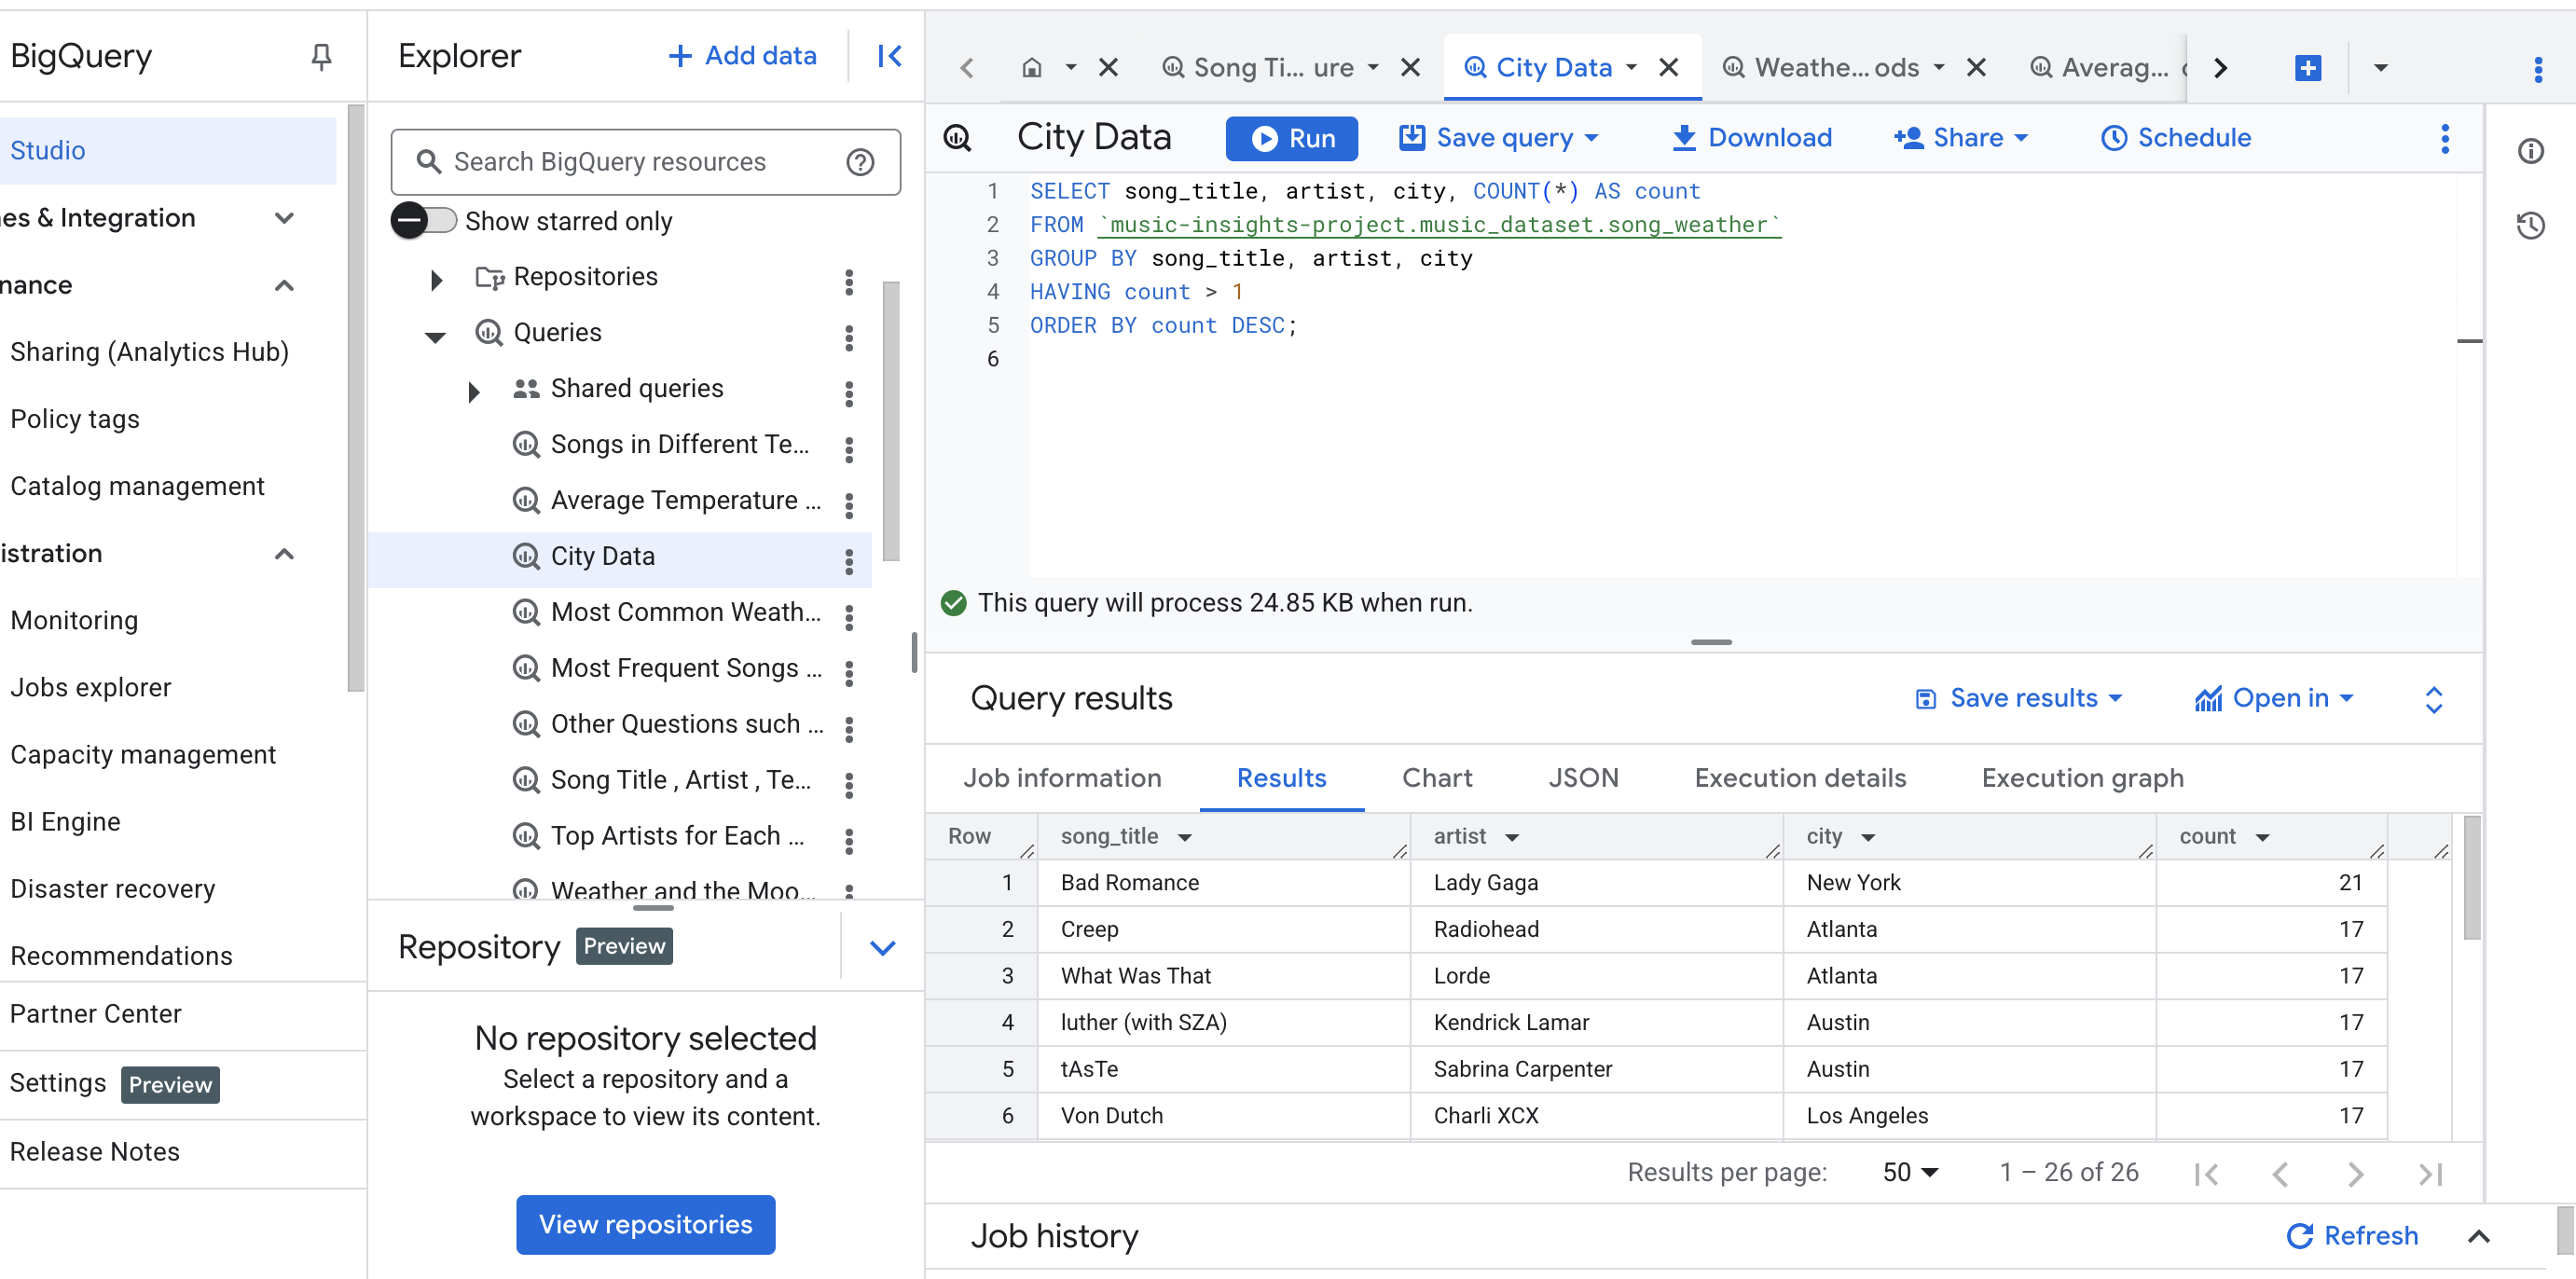 BigQuery
Studio
es & Integration
nance
Sharing (Analytics Hub)
Policy tags
Catalog management
istration
Monitoring
Jobs explorer
Capacity management
BI Engine
Disaster recovery
Recommendations
Partner Center
Settings Preview
Release Notes
Explorer
+ Add data
Search BigQuery resources
Show starred only
Repositories
Queries
Shared queries
Songs in Different Te...
Average Temperature ...
City Data
Most Common Weath...
Most Frequent Songs ...
Other Questions such ...
Song Title , Artist , Te...
Top Artists for Each ...
Weather and the Moo...
Repository Preview
No repository selected
Select a repository and a
workspace to view its content.
View repositories
Song Ti... ure
City Data
Weathe... ods
Averag...
City Data
Run
Save query
Download
Share
Schedule
1 SELECT song_title, artist, city, COUNT(*) AS count
2 FROM `music-insights-project.music_dataset.song_weather`
3 GROUP BY song_title, artist, city
4 HAVING count > 1
5 ORDER BY count DESC;
6
This query will process 24.85 KB when run.
Query results
Save results
Open in
Job information Results Chart JSON Execution details Execution graph
Row song_title artist city count
1 Bad Romance Lady Gaga New York 21
2 Creep Radiohead Atlanta 17
3 What Was That Lorde Atlanta 17
4 luther (with SZA) Kendrick Lamar Austin 17
5 tAsTe Sabrina Carpenter Austin 17
6 Von Dutch Charli XCX Los Angeles 17
Results per page: 50 1 – 26 of 26
Job history
Refresh